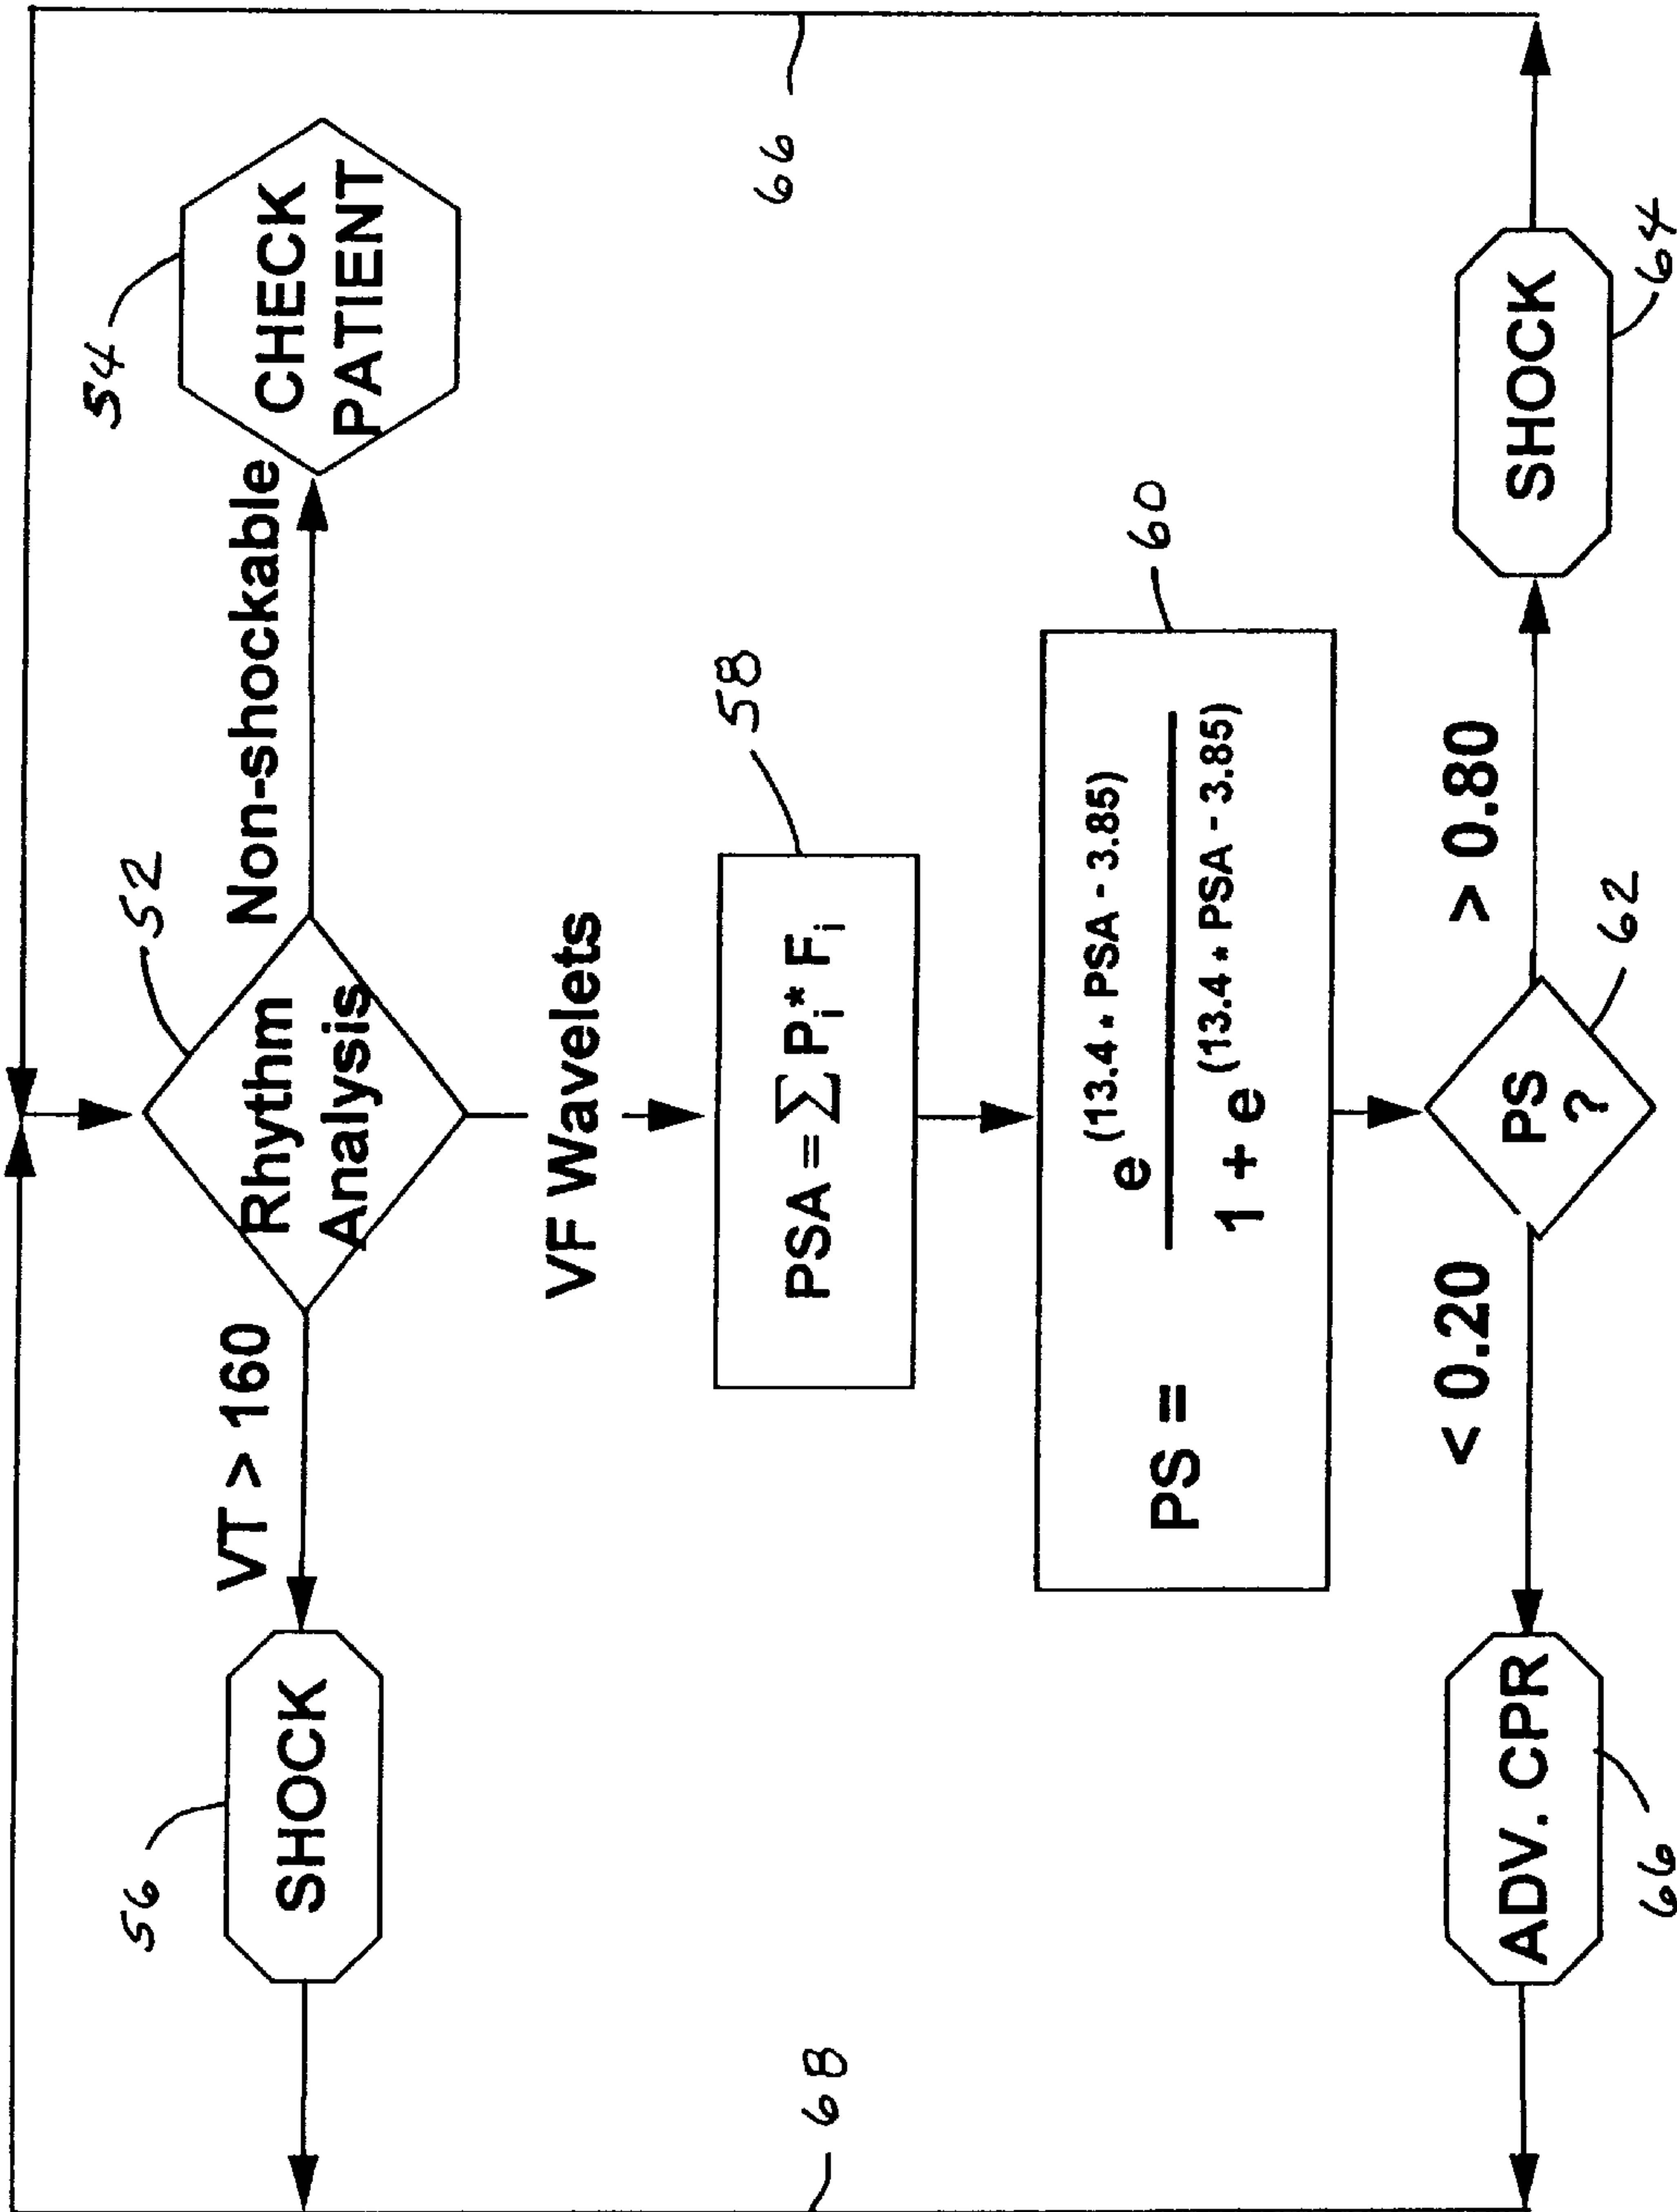 52
Rhythm
Analysis
VT > 160
Non-shockable
56
SHOCK
54
CHECK
PATIENT
VF Wavelets
58
PSA = ∑ P_i * F_i
60
PS = e^(13.4 * PSA - 3.85) / 1 + e^(13.4 * PSA - 3.85)
62
PS
?
< 0.20
> 0.80
ADV. CPR
66
SHOCK
64
68
66